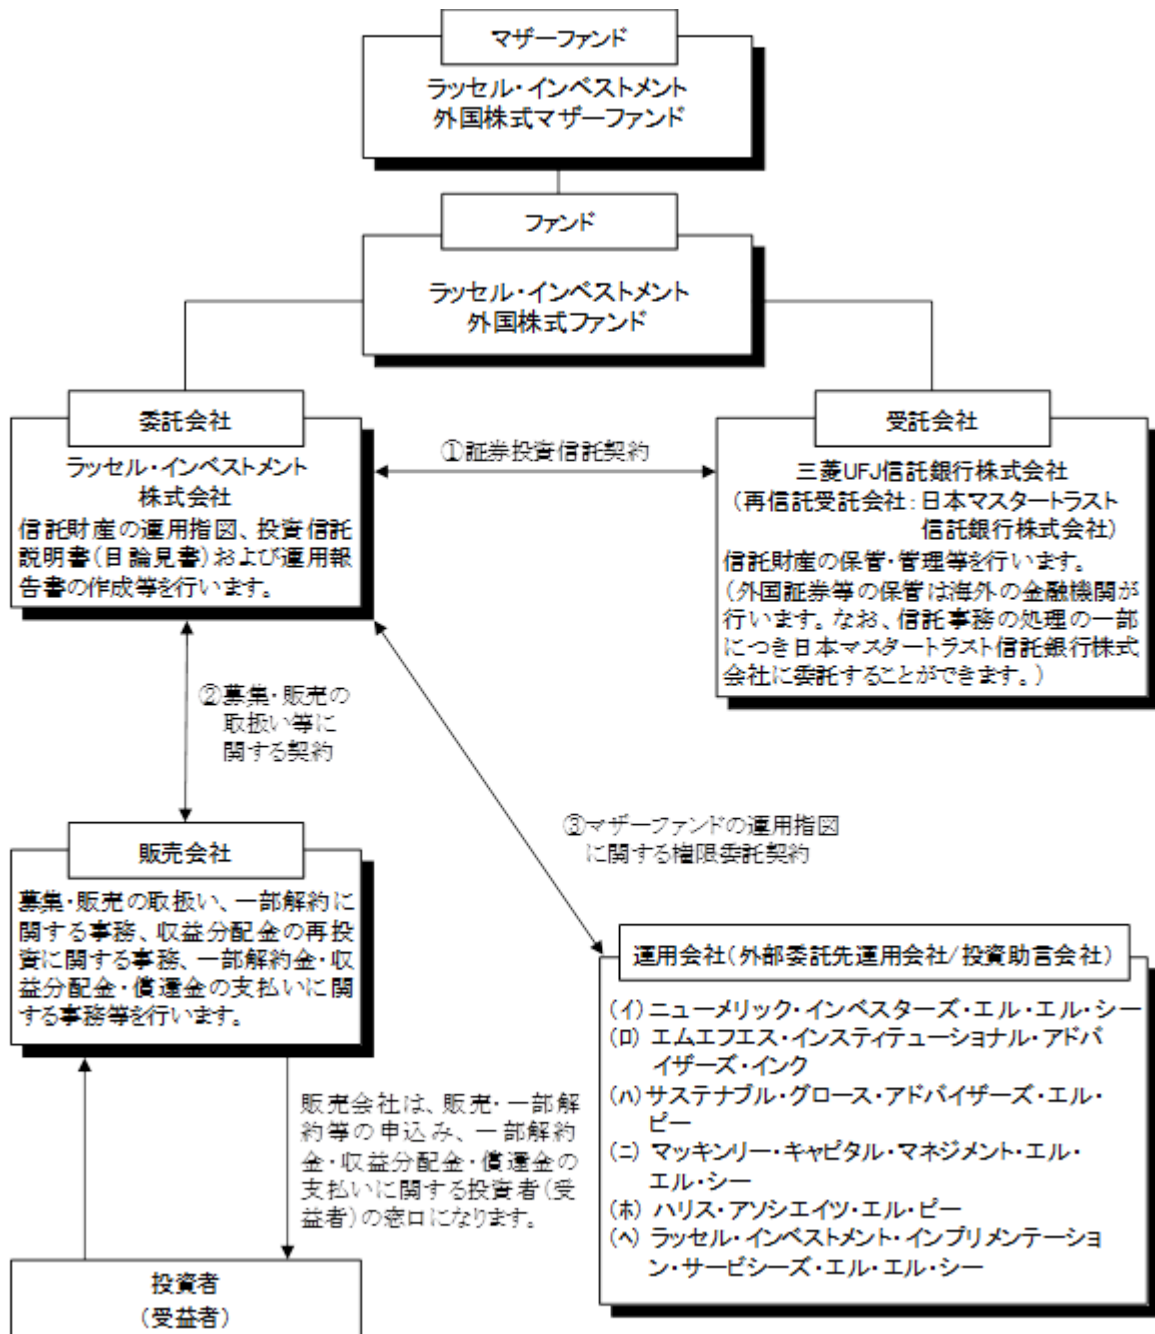 マザーファンド
ラッセル・インベストメント
外国株式マザーファンド
ファンド
ラッセル・インベストメント
外国株式ファンド
委託会社
ラッセル・インベストメント
株式会社
信託財産の運用指図、投資信託
説明書(目論見書)および運用報
告書の作成等を行います。
①証券投資信託契約
受託会社
三菱UFJ信託銀行株式会社
(再信託受託会社:日本マスタートラスト
信託銀行株式会社)
信託財産の保管・管理等を行います。
(外国証券等の保管は海外の金融機関が
行います。なお、信託事務の処理の一部
につき日本マスタートラスト信託銀行株式
会社に委託することができます。)
②募集・販売の
取扱い等に
関する契約
③マザーファンドの運用指図
に関する権限委託契約
販売会社
募集・販売の取扱い、一部解約に
関する事務、収益分配金の再投
資に関する事務、一部解約金・収
益分配金・償還金の支払いに関
する事務等を行います。
運用会社(外部委託先運用会社/投資助言会社)
(イ) ニューメリック・インベスターズ・エル・エル・シー
(ロ) エムエフエス・インスティテューショナル・アドバ
イザーズ・インク
(ハ) サステナブル・グロース・アドバイザーズ・エル・
ピー
(ニ) マッキンリー・キャピタル・マネジメント・エル・
エル・シー
(ホ) ハリス・アソシエイツ・エル・ピー
(ヘ) ラッセル・インベストメント・インプリメンテーショ
ン・サービシーズ・エル・エル・シー
販売会社は、販売・一部解
約等の申込み、一部解約
金・収益分配金・償還金の
支払いに関する投資者(受
益者)の窓口になります。
投資者
(受益者)